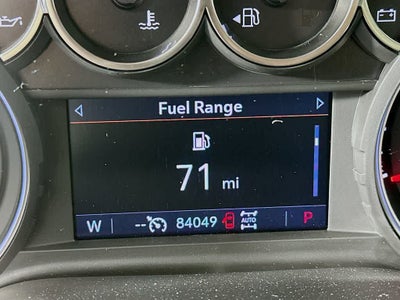 Fuel Range
71 mi
W -- 84049 AUTO P